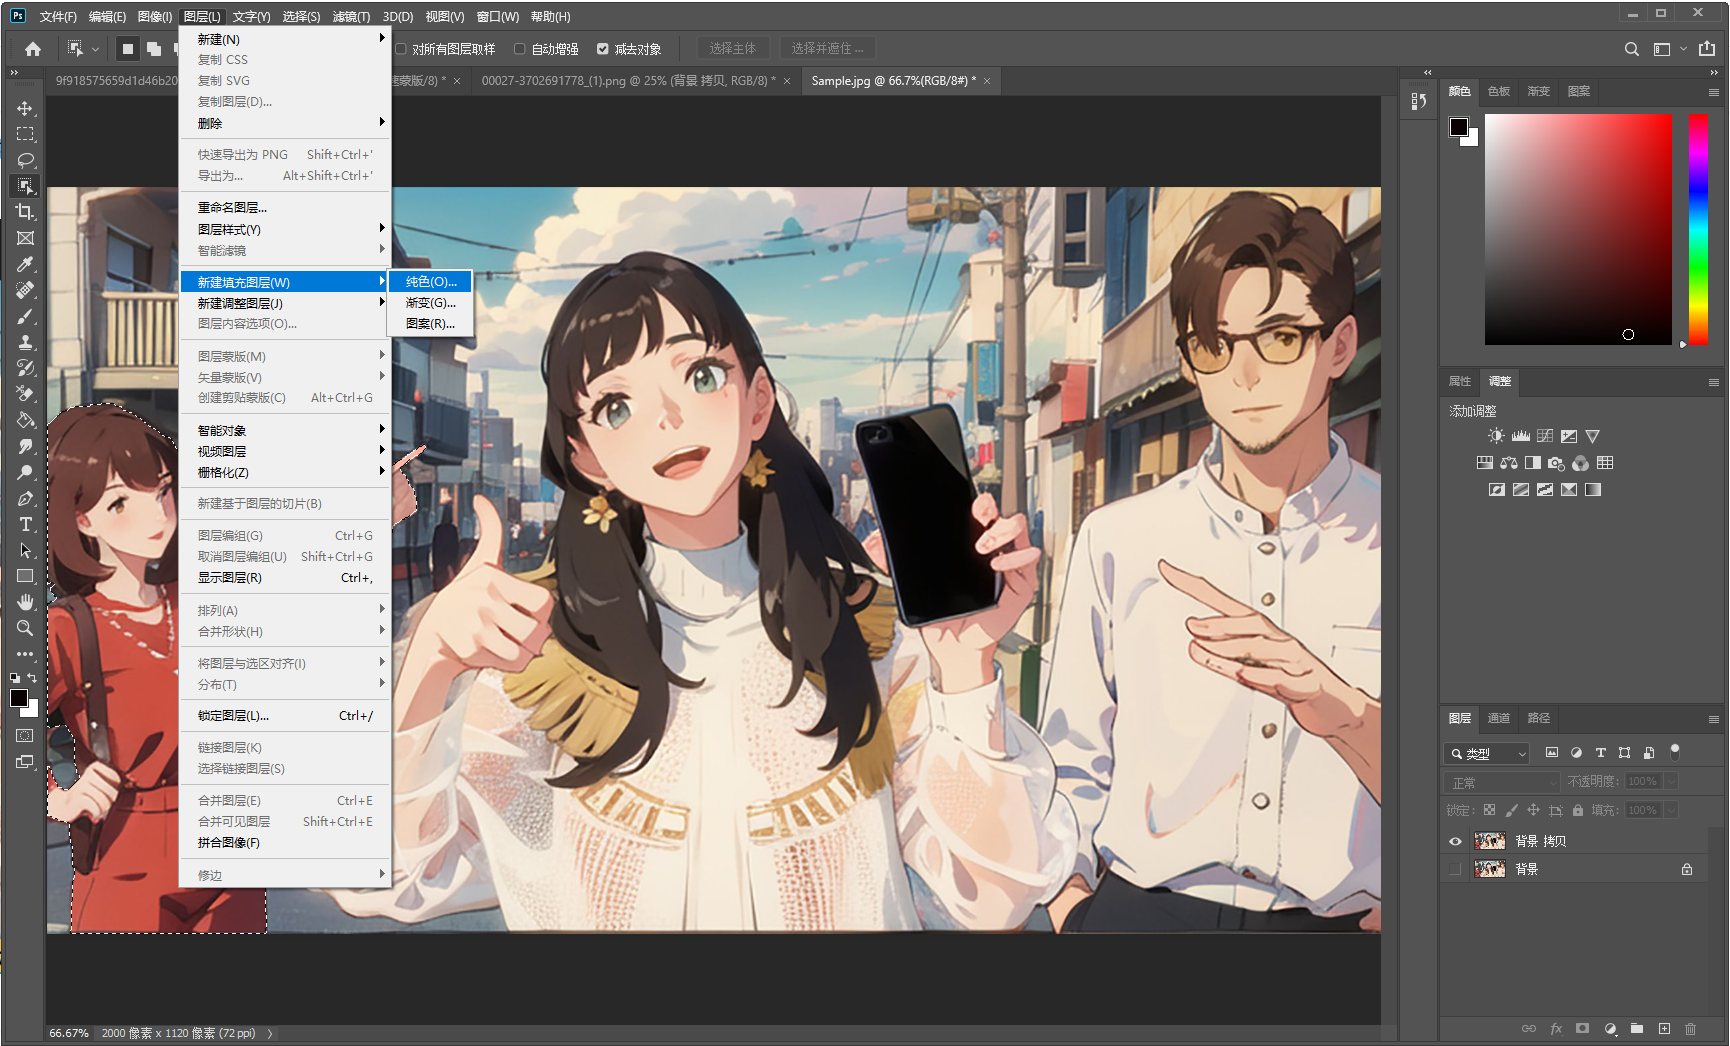 Ps 文件(F) 编辑(E) 图像(I) 图层(L) 文字(Y) 选择(S) 滤镜(T) 3D(D) 视图(V) 窗口(W) 帮助(H)
对所有图层取样 自动增强 减去对象 选择主体 选择并遮住 ...
9f918575659d1d46b20 蒙版/8) * × 00027-3702691778_(1).png @ 25% (背景 拷贝, RGB/8) * × Sample.jpg @ 66.7%(RGB/8#) * ×
新建(N)
复制 CSS
复制 SVG
复制图层(D)...
删除
快速导出为 PNG Shift+Ctrl+'
导出为... Alt+Shift+Ctrl+'
重命名图层...
图层样式(Y)
智能滤镜
新建填充图层(W)
新建调整图层(J)
图层内容选项(O)...
图层蒙版(M)
矢量蒙版(V)
创建剪贴蒙版(C) Alt+Ctrl+G
智能对象
视频图层
栅格化(Z)
新建基于图层的切片(B)
图层编组(G) Ctrl+G
取消图层编组(U) Shift+Ctrl+G
显示图层(R) Ctrl+,
排列(A)
合并形状(H)
将图层与选区对齐(I)
分布(T)
锁定图层(L)... Ctrl+/
链接图层(K)
选择链接图层(S)
合并图层(E) Ctrl+E
合并可见图层 Shift+Ctrl+E
拼合图像(F)
修边
纯色(O)...
渐变(G)...
图案(R)...
颜色 色板 渐变 图案
属性 调整
添加调整
图层 通道 路径
类型
正常 不透明度: 100%
锁定: 填充: 100%
背景 拷贝
背景
fx
66.67% 2000 像素 x 1120 像素 (72 ppi)